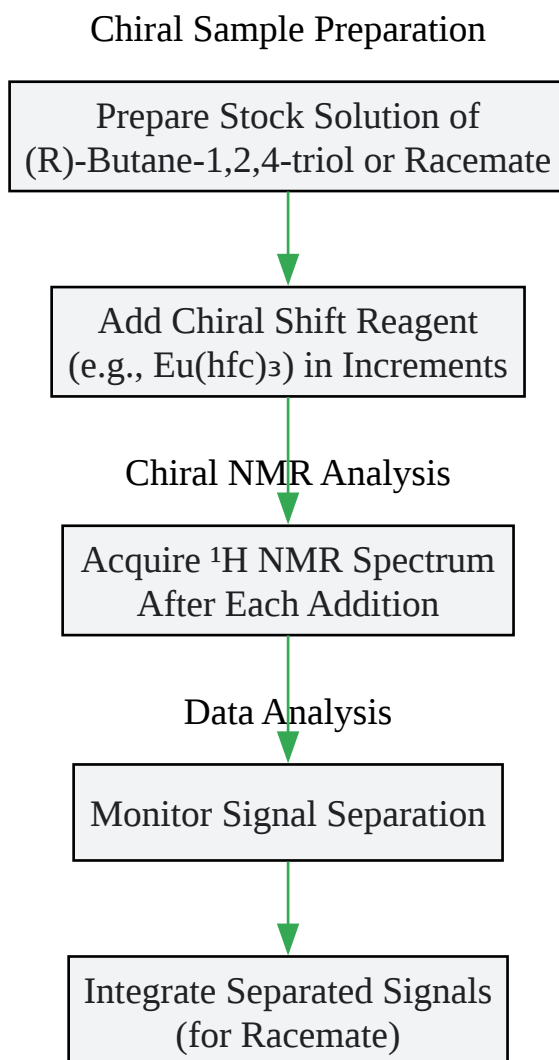 Chiral Sample Preparation
Prepare Stock Solution of
(R)-Butane-1,2,4-triol or Racemate
Add Chiral Shift Reagent
(e.g., Eu(hfc)₃) in Increments
Chiral NMR Analysis
Acquire ¹H NMR Spectrum
After Each Addition
Data Analysis
Monitor Signal Separation
Integrate Separated Signals
(for Racemate)